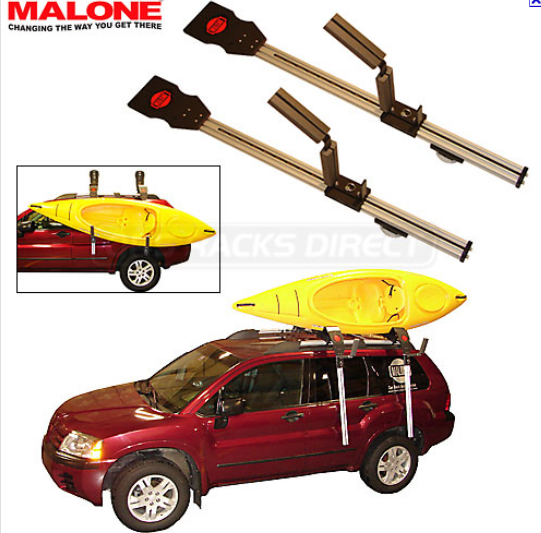 MALONE
CHANGING THE WAY YOU GET THERE
RACKS DIRECT